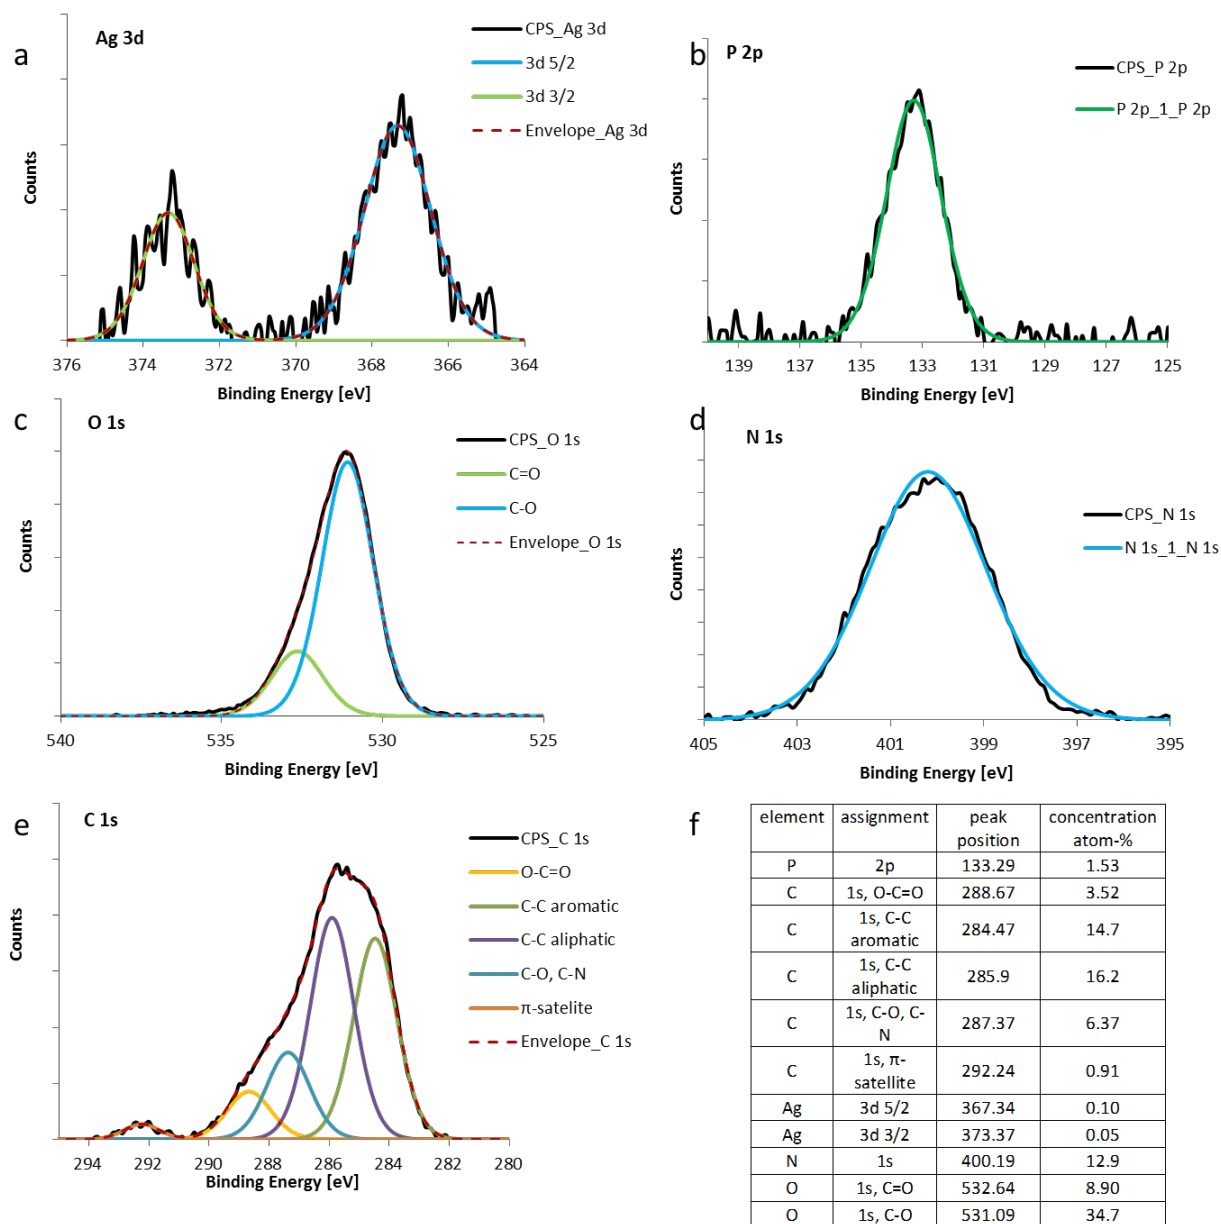 a
Ag 3d
CPS_Ag 3d
3d 5/2
3d 3/2
Envelope_Ag 3d
Counts
376
374
372
370
368
366
364
Binding Energy [eV]
b
P 2p
CPS_P 2p
P 2p_1_P 2p
Counts
139
137
135
133
131
129
127
125
Binding Energy [eV]
c
O 1s
CPS_O 1s
C=O
C-O
Envelope_O 1s
Counts
540
535
530
525
Binding Energy [eV]
d
N 1s
CPS_N 1s
N 1s_1_N 1s
Counts
405
403
401
399
397
395
Binding Energy [eV]
e
C 1s
CPS_C 1s
O-C=O
C-C aromatic
C-C aliphatic
C-O, C-N
π-satelite
Envelope_C 1s
Counts
294
292
290
288
286
284
282
280
Binding Energy [eV]
f
element assignment peak position concentration atom-%
P 2p 133.29 1.53
C 1s, O-C=O 288.67 3.52
C 1s, C-C aromatic 284.47 14.7
C 1s, C-C aliphatic 285.9 16.2
C 1s, C-O, C-N 287.37 6.37
C 1s, π-satellite 292.24 0.91
Ag 3d 5/2 367.34 0.10
Ag 3d 3/2 373.37 0.05
N 1s 400.19 12.9
O 1s, C=O 532.64 8.90
O 1s, C-O 531.09 34.7